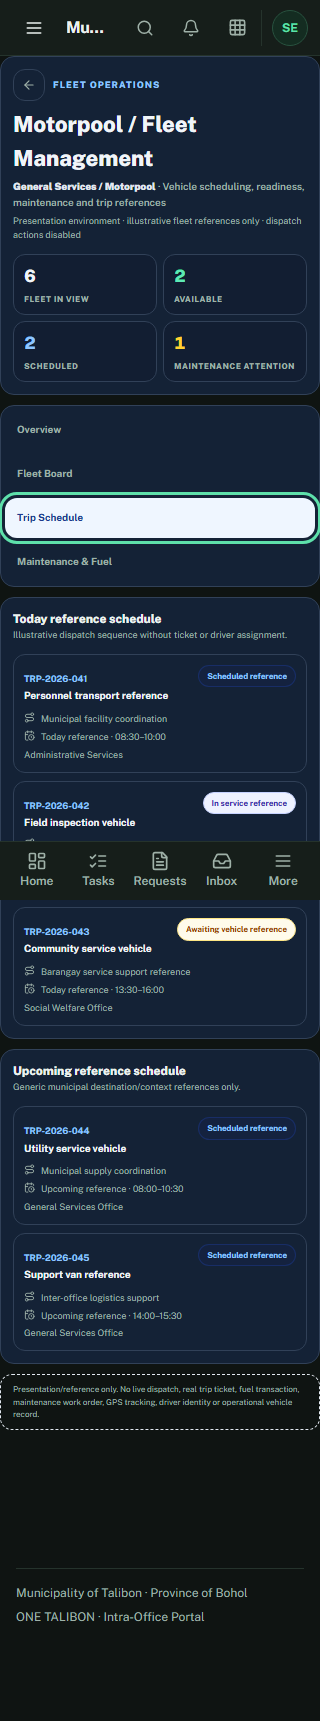 Mu...
SE
FLEET OPERATIONS
Motorpool / Fleet
Management
General Services / Motorpool · Vehicle scheduling, readiness,
maintenance and trip references
Presentation environment · illustrative fleet references only · dispatch
actions disabled
6
FLEET IN VIEW
2
AVAILABLE
2
SCHEDULED
1
MAINTENANCE ATTENTION
Overview
Fleet Board
Trip Schedule
Maintenance & Fuel
Today reference schedule
Illustrative dispatch sequence without ticket or driver assignment.
TRP-2026-041
Scheduled reference
Personnel transport reference
Municipal facility coordination
Today reference · 08:30–10:00
Administrative Services
TRP-2026-042
In service reference
Field inspection vehicle
Home
Tasks
Requests
Inbox
More
TRP-2026-043
Awaiting vehicle reference
Community service vehicle
Barangay service support reference
Today reference · 13:30–16:00
Social Welfare Office
Upcoming reference schedule
Generic municipal destination/context references only.
TRP-2026-044
Scheduled reference
Utility service vehicle
Municipal supply coordination
Upcoming reference · 08:00–10:30
General Services Office
TRP-2026-045
Scheduled reference
Support van reference
Inter-office logistics support
Upcoming reference · 14:00–15:30
General Services Office
Presentation/reference only. No live dispatch, real trip ticket, fuel transaction,
maintenance work order, GPS tracking, driver identity or operational vehicle
record.
Municipality of Talibon · Province of Bohol
ONE TALIBON · Intra-Office Portal